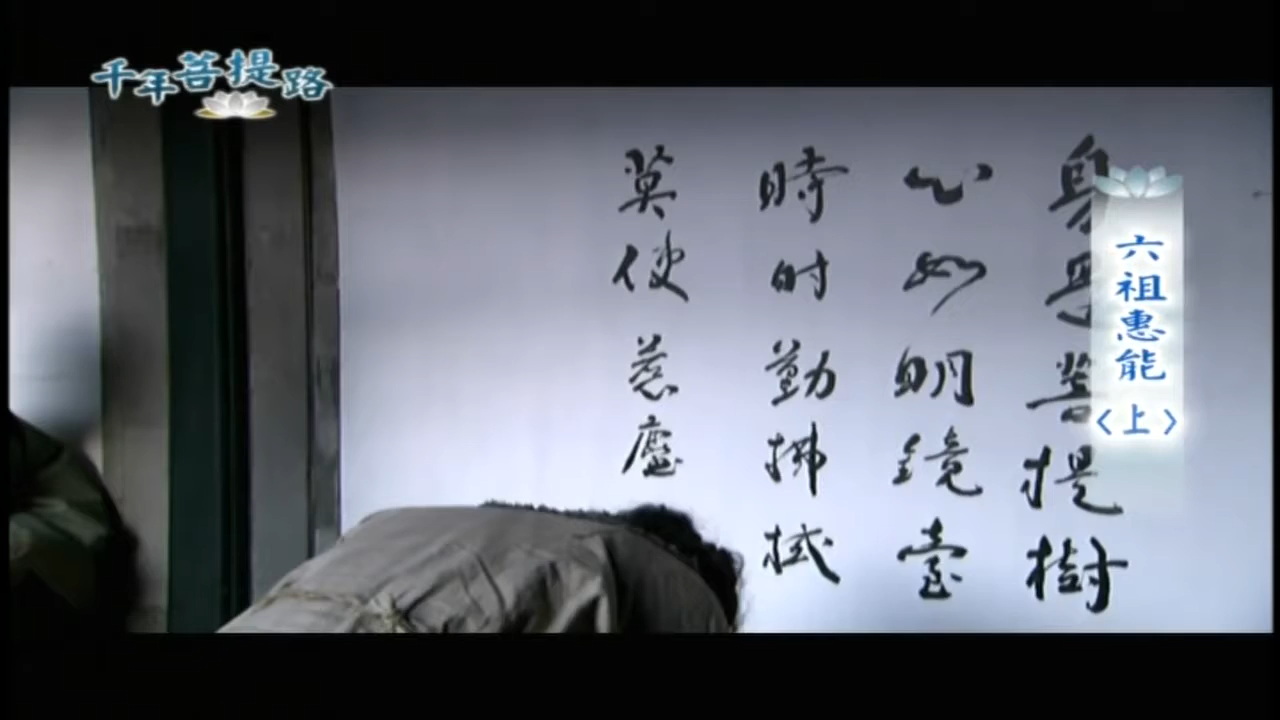 千年菩提路
六祖惠能
〈上〉
身是菩提樹
心如明鏡臺
時时勤拂拭
莫使惹塵